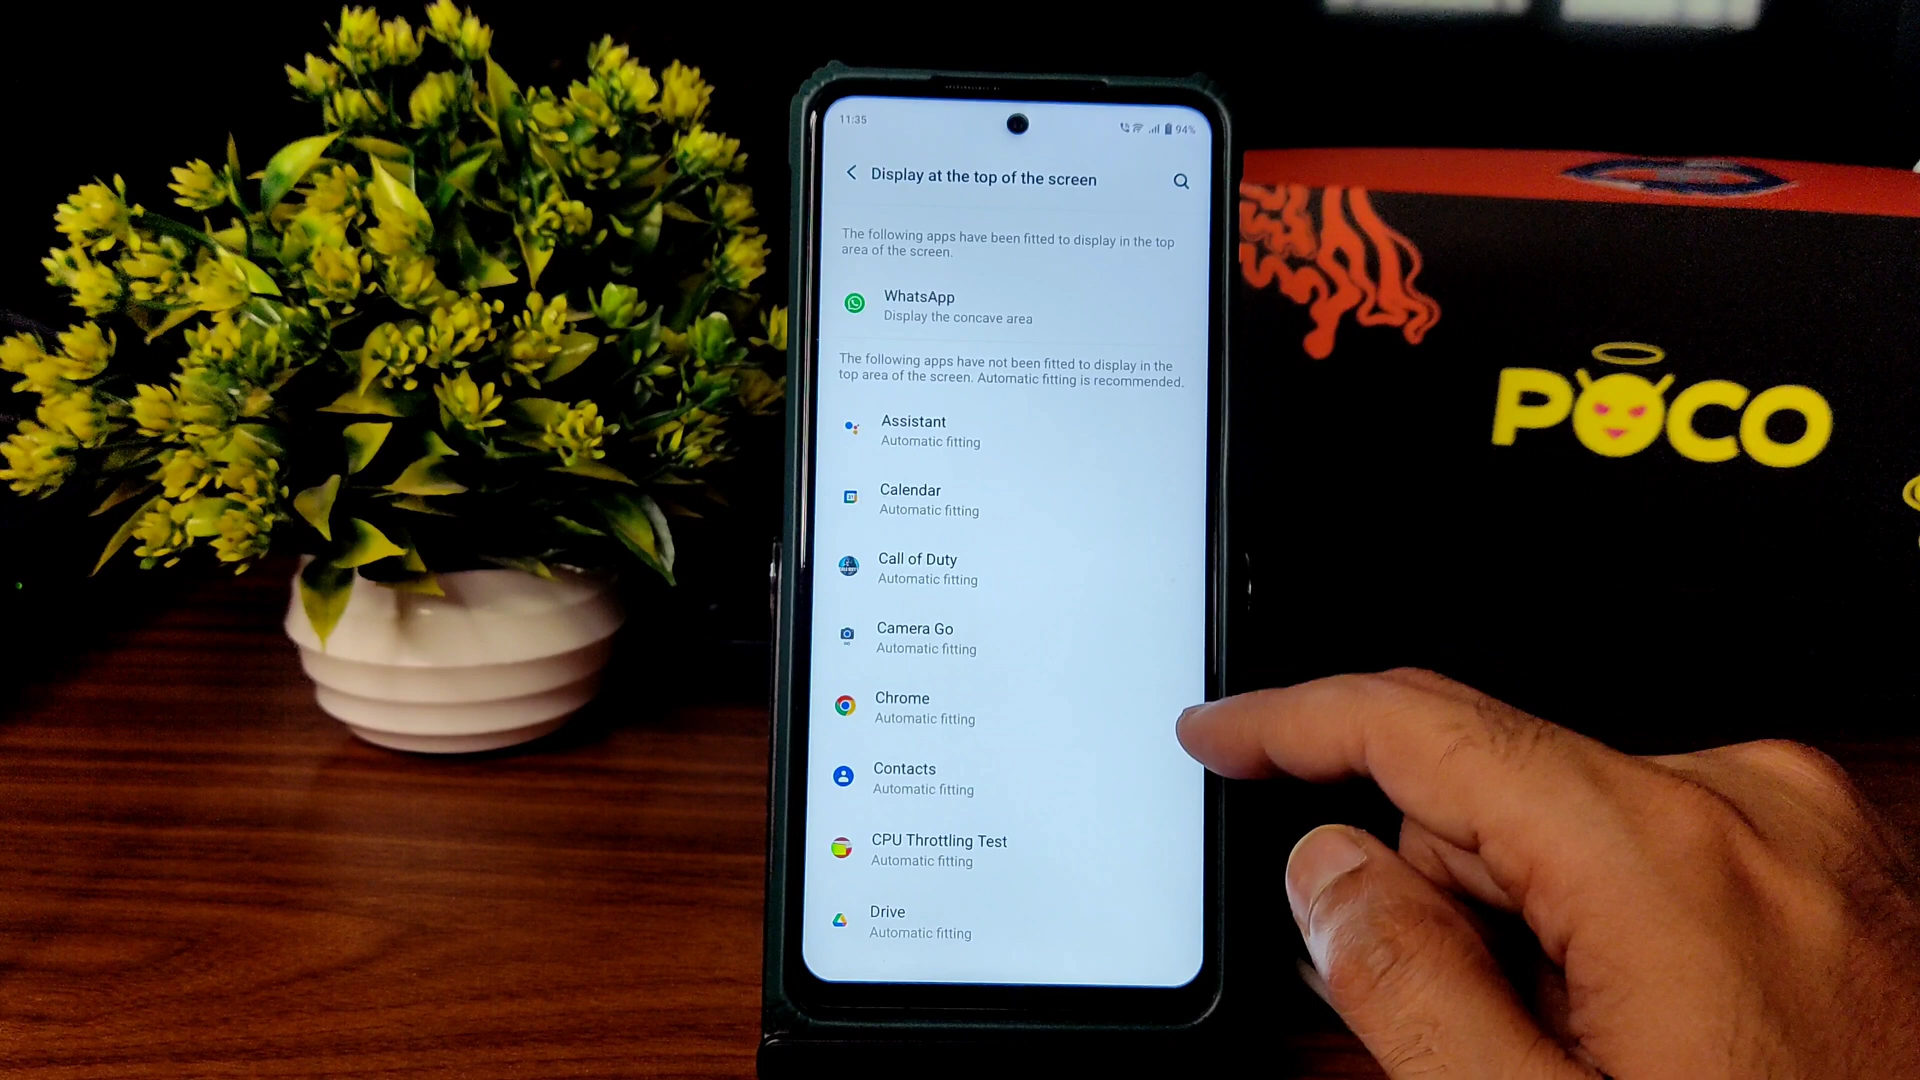 11:35
94%
Display at the top of the screen
The following apps have been fitted to display in the top
area of the screen.
WhatsApp
Display the concave area
The following apps have not been fitted to display in the
top area of the screen. Automatic fitting is recommended.
Assistant
Automatic fitting
Calendar
Automatic fitting
Call of Duty
Automatic fitting
Camera Go
Automatic fitting
Chrome
Automatic fitting
Contacts
Automatic fitting
CPU Throttling Test
Automatic fitting
Drive
Automatic fitting
POCO